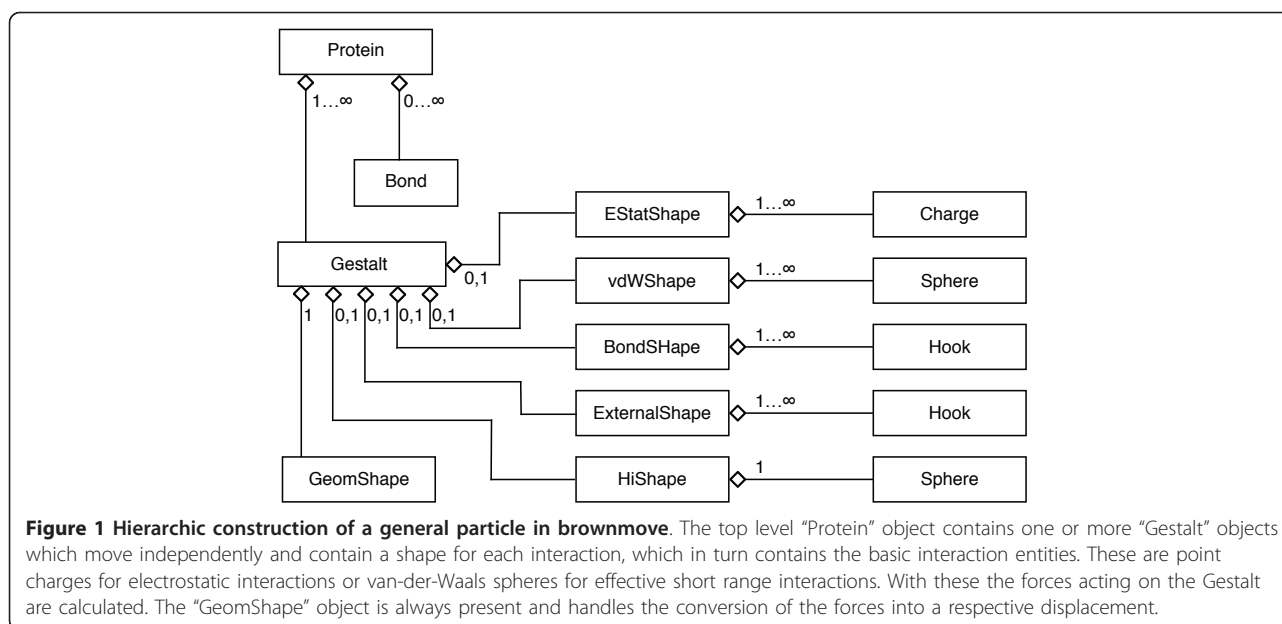 Protein
1…∞ 0…∞
Bond
EStatShape 1…∞ Charge
Gestalt 0,1
vdWShape 1…∞ Sphere
1 0,1 0,1 0,1 0,1
BondSHape 1…∞ Hook
ExternalShape 1…∞ Hook
GeomShape HiShape 1 Sphere
Figure 1 Hierarchic construction of a general particle in brownmove. The top level “Protein” object contains one or more “Gestalt” objects
which move independently and contain a shape for each interaction, which in turn contains the basic interaction entities. These are point
charges for electrostatic interactions or van-der-Waals spheres for effective short range interactions. With these the forces acting on the Gestalt
are calculated. The “GeomShape” object is always present and handles the conversion of the forces into a respective displacement.